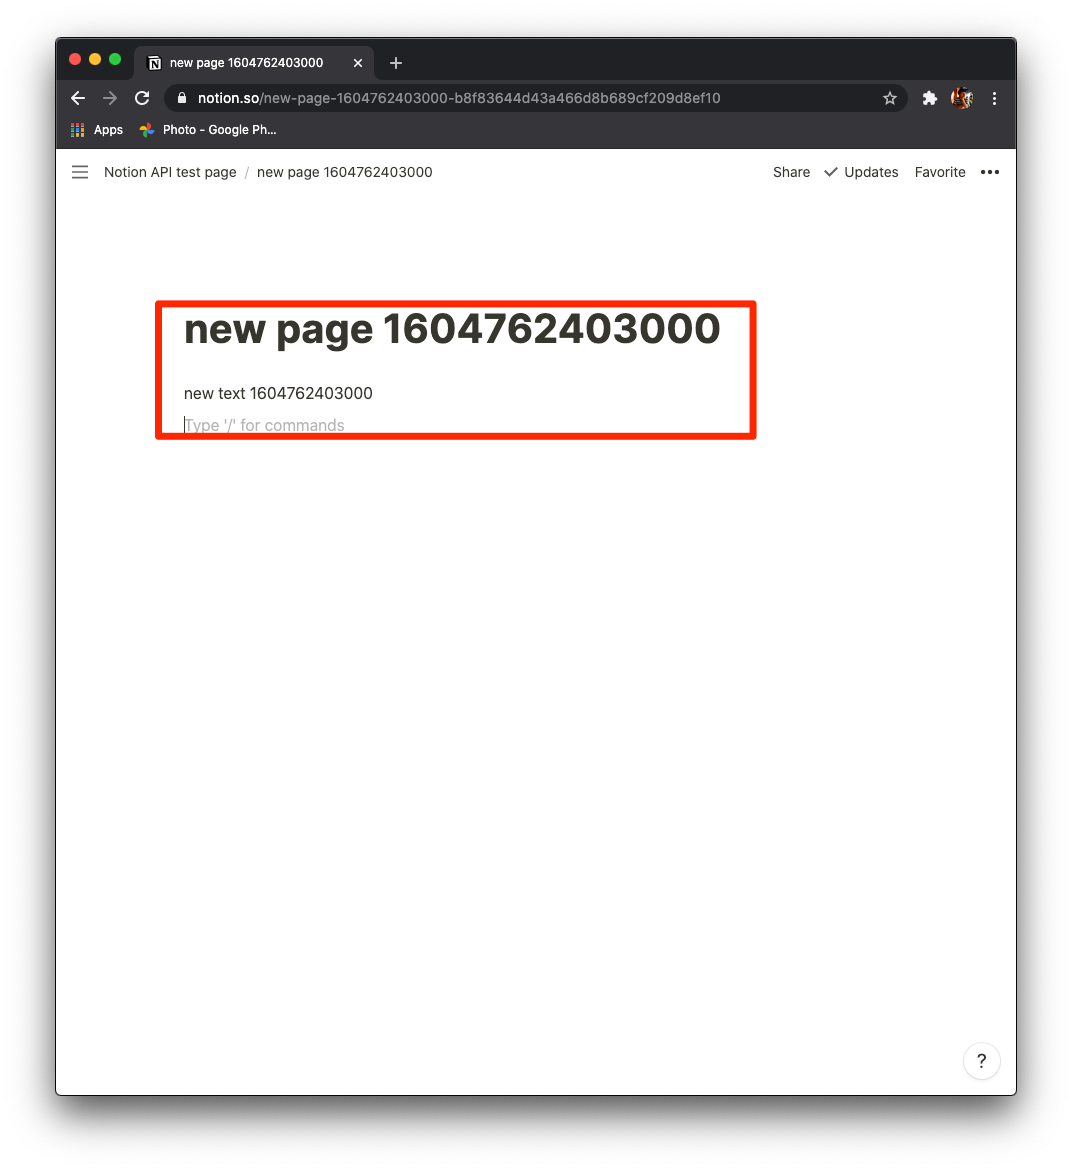 new page 1604762403000
notion.so/new-page-1604762403000-b8f83644d43a466d8b689cf209d8ef10
Apps Photo - Google Ph...
Notion API test page / new page 1604762403000 Share Updates Favorite
new page 1604762403000
new text 1604762403000
Type '/' for commands
?